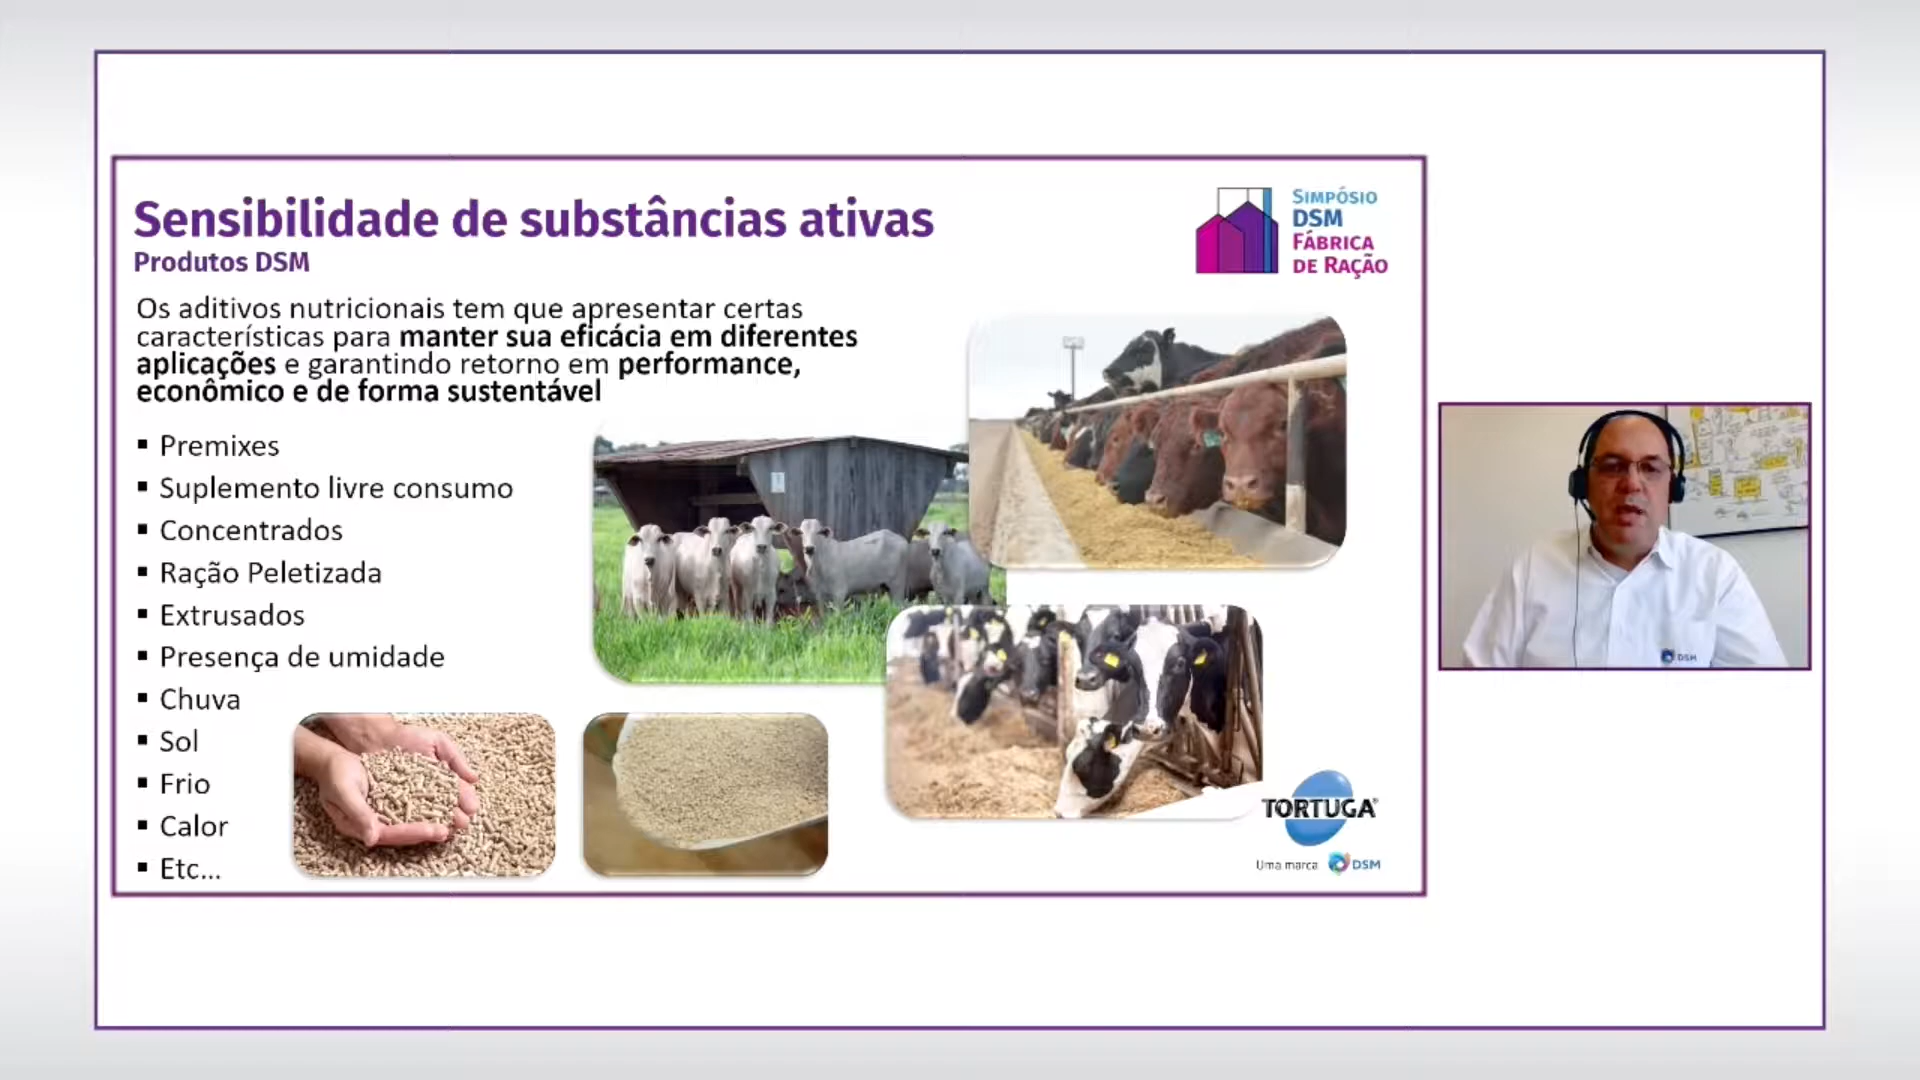 Sensibilidade de substâncias ativas
Produtos DSM
SIMPÓSIO
DSM
FÁBRICA
DE RAÇÃO
Os aditivos nutricionais tem que apresentar certas
características para manter sua eficácia em diferentes
aplicações e garantindo retorno em performance,
econômico e de forma sustentável
▪ Premixes
▪ Suplemento livre consumo
▪ Concentrados
▪ Ração Peletizada
▪ Extrusados
▪ Presença de umidade
▪ Chuva
▪ Sol
▪ Frio
▪ Calor
▪ Etc...
TORTUGA®
Uma marca DSM
DSM